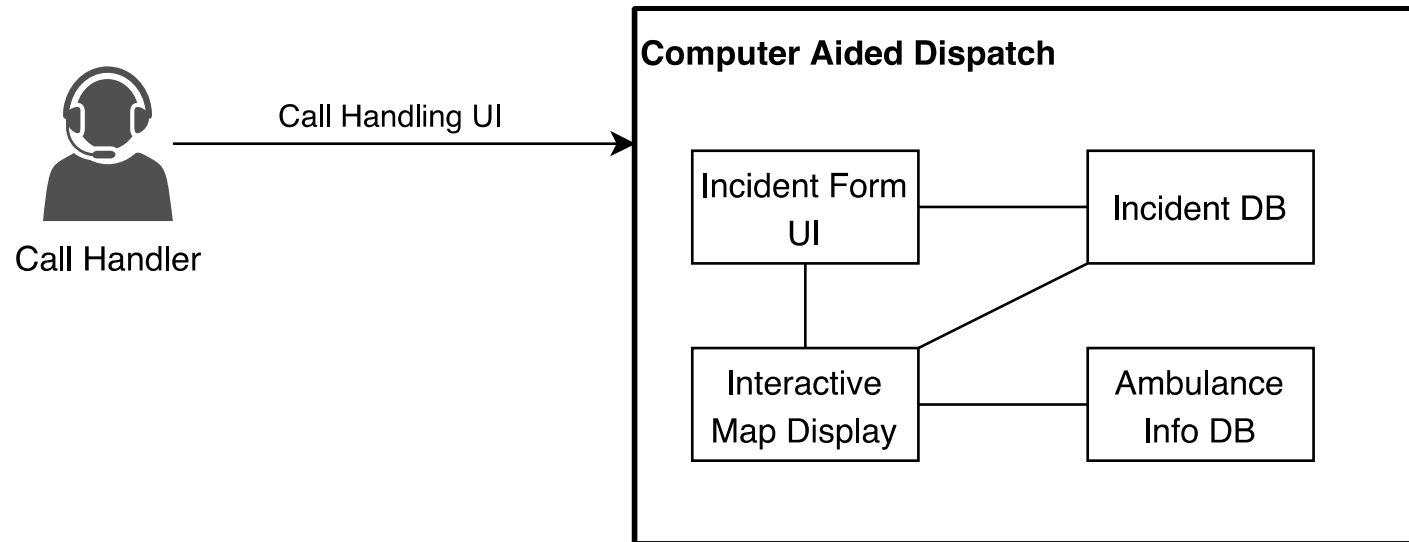 Computer Aided Dispatch
Call Handling UI
Call Handler
Incident Form
UI
Incident DB
Interactive
Map Display
Ambulance
Info DB